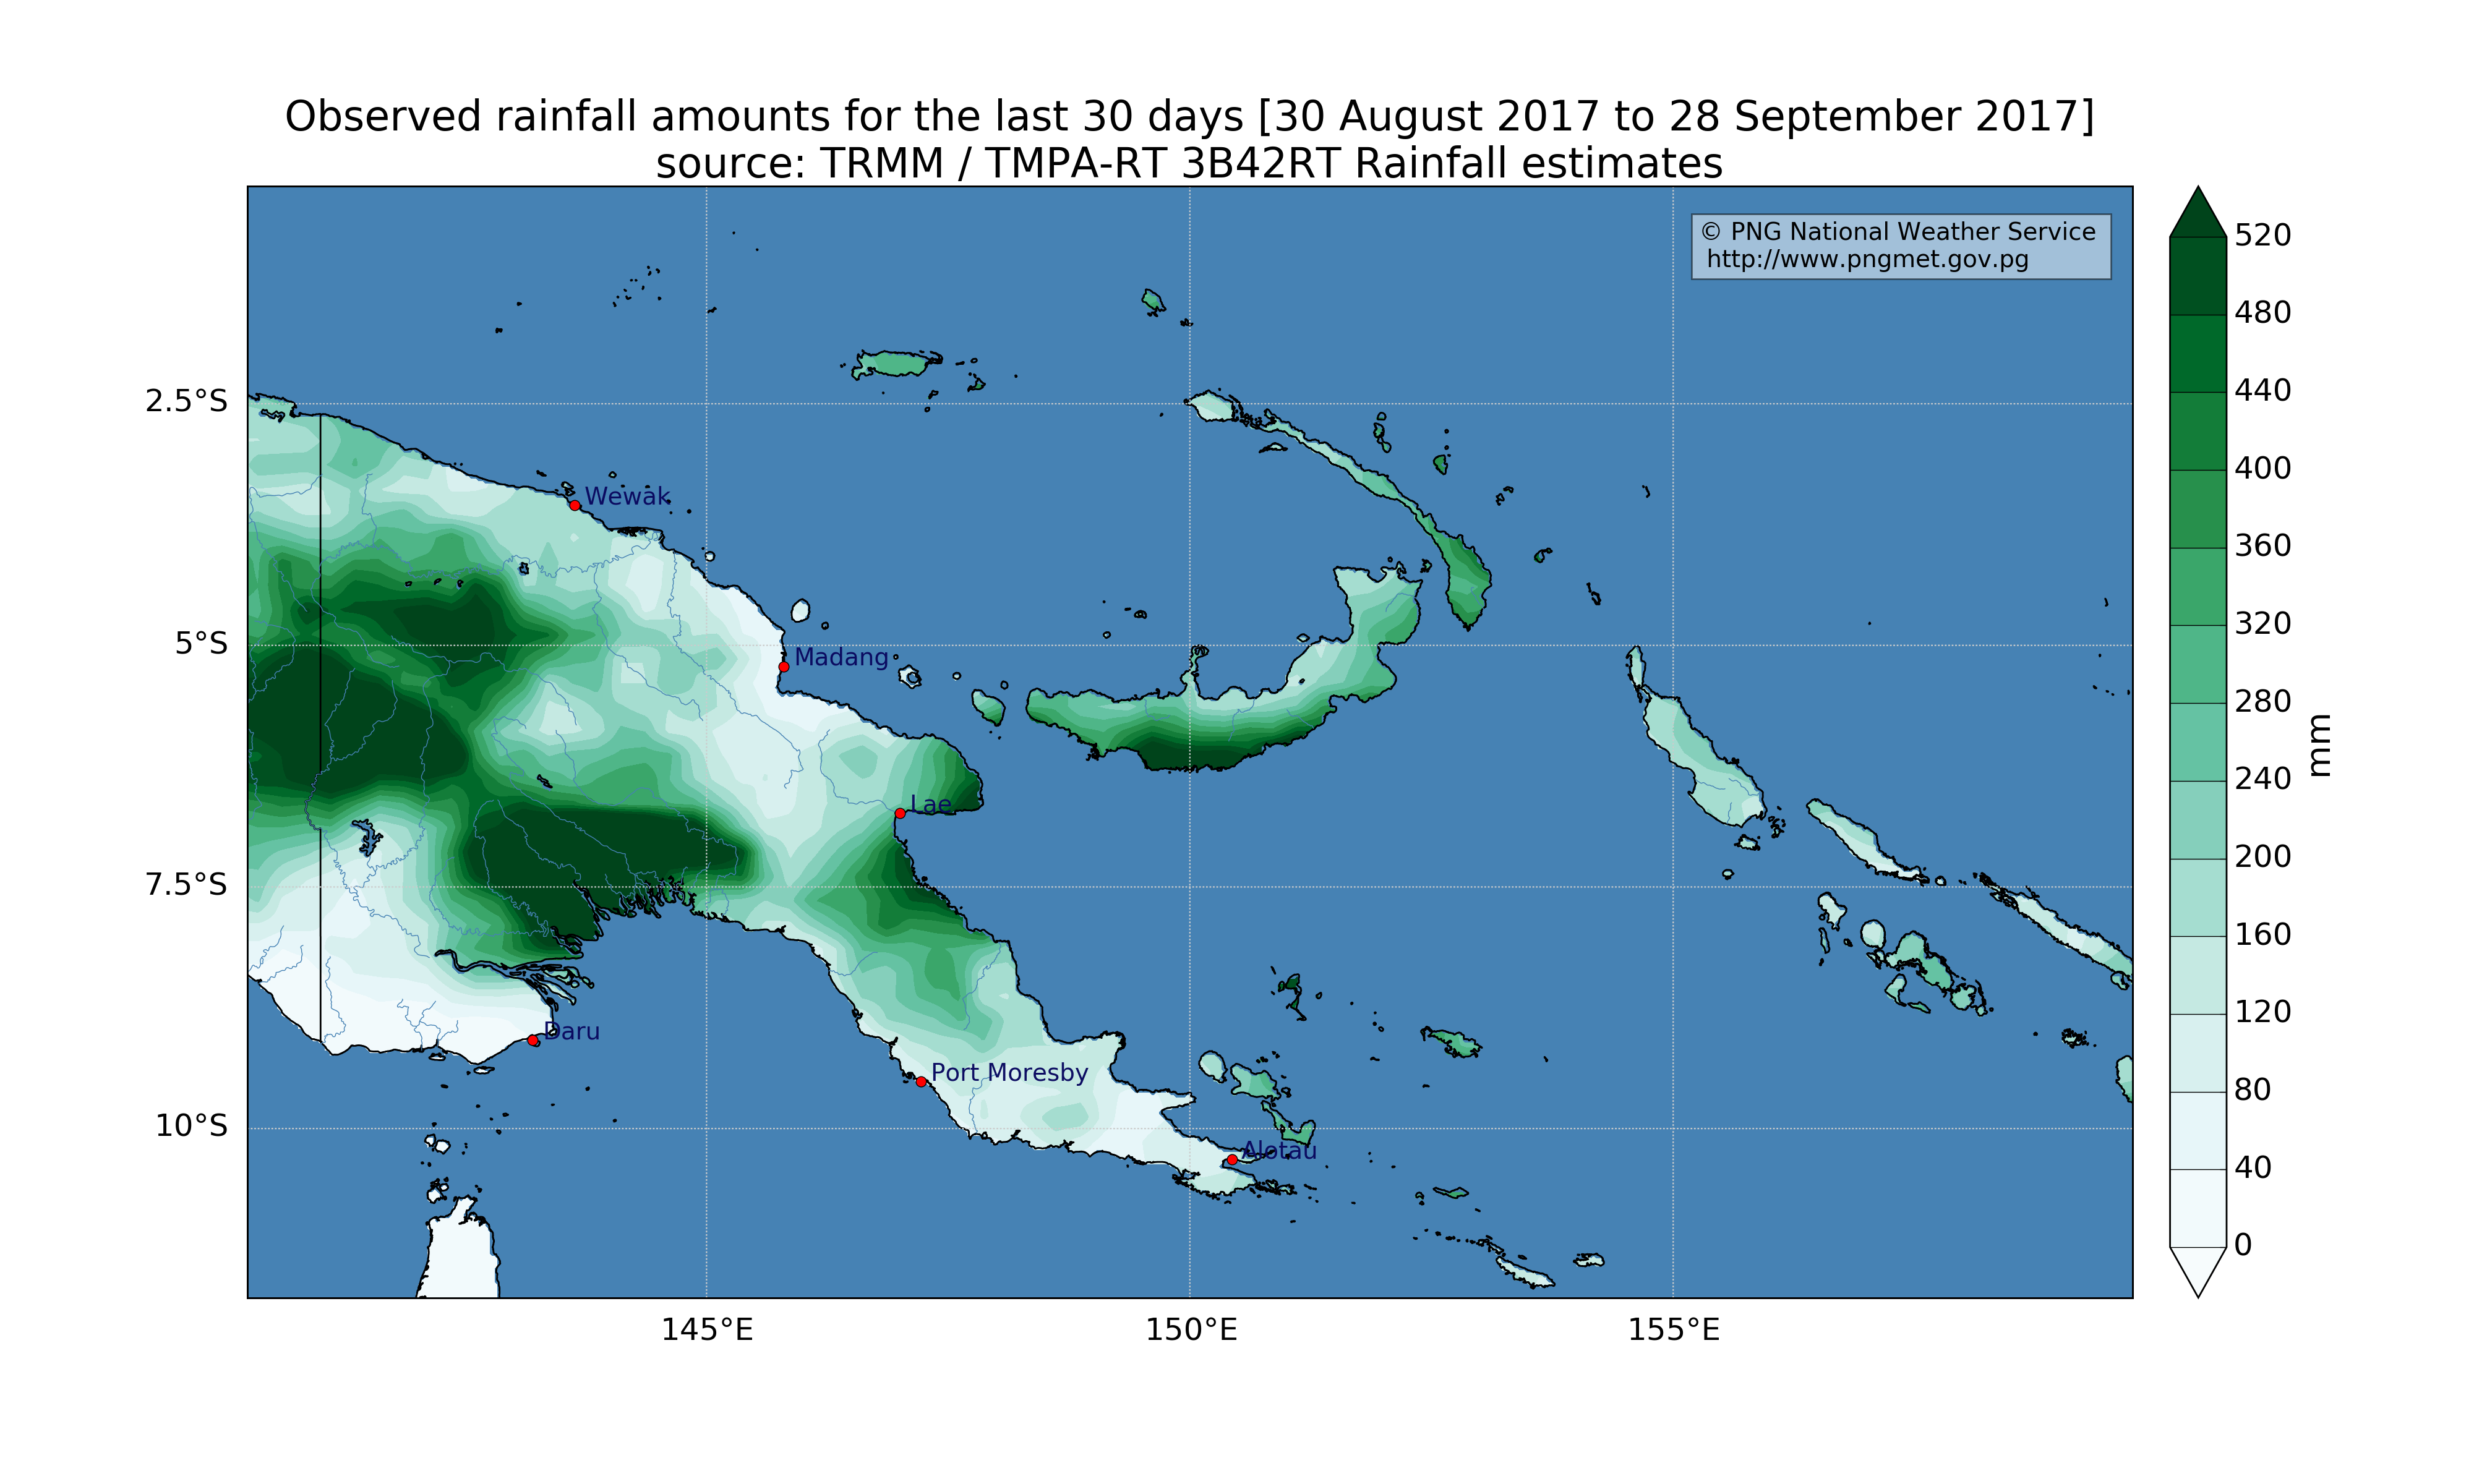 Observed rainfall amounts for the last 30 days [30 August 2017 to 28 September 2017]
source: TRMM / TMPA-RT 3B42RT Rainfall estimates
© PNG National Weather Service
http://www.pngmet.gov.pg
2.5°S
5°S
7.5°S
10°S
Wewak
Madang
Lae
Daru
Port Moresby
Alotau
145°E
150°E
155°E
520
480
440
400
360
320
280
240
200
160
120
80
40
0
mm